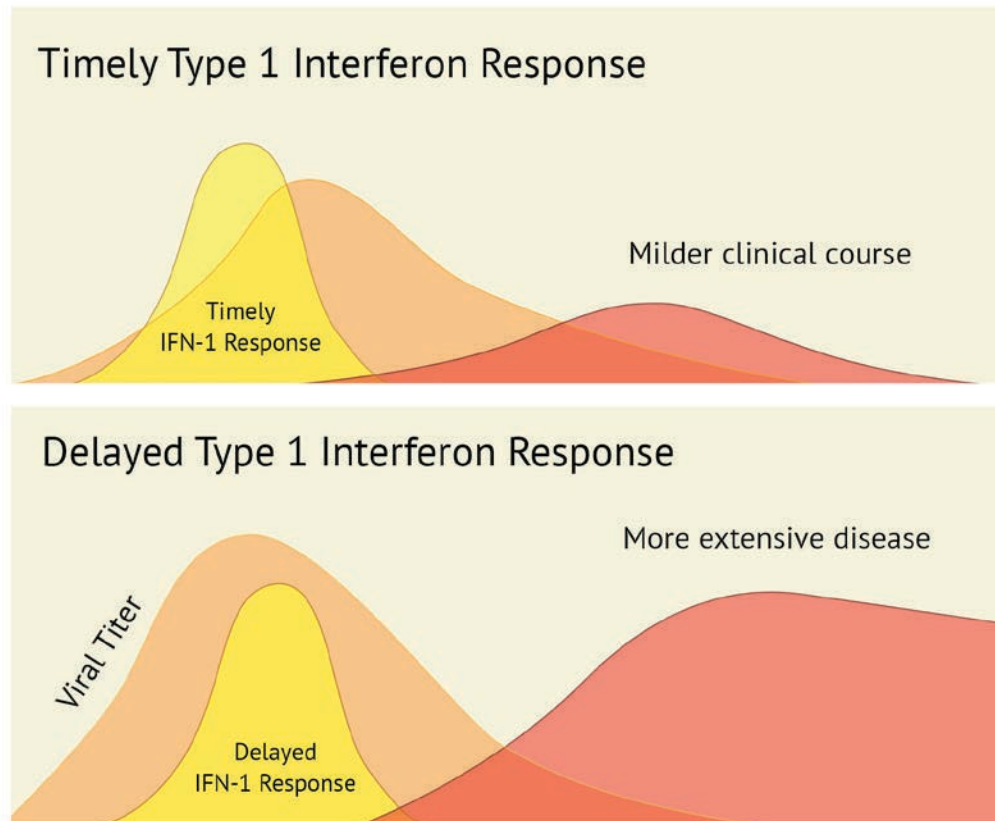 Timely Type 1 Interferon Response
Milder clinical course
Timely
IFN-1 Response
Delayed Type 1 Interferon Response
More extensive disease
Viral Titer
Delayed
IFN-1 Response